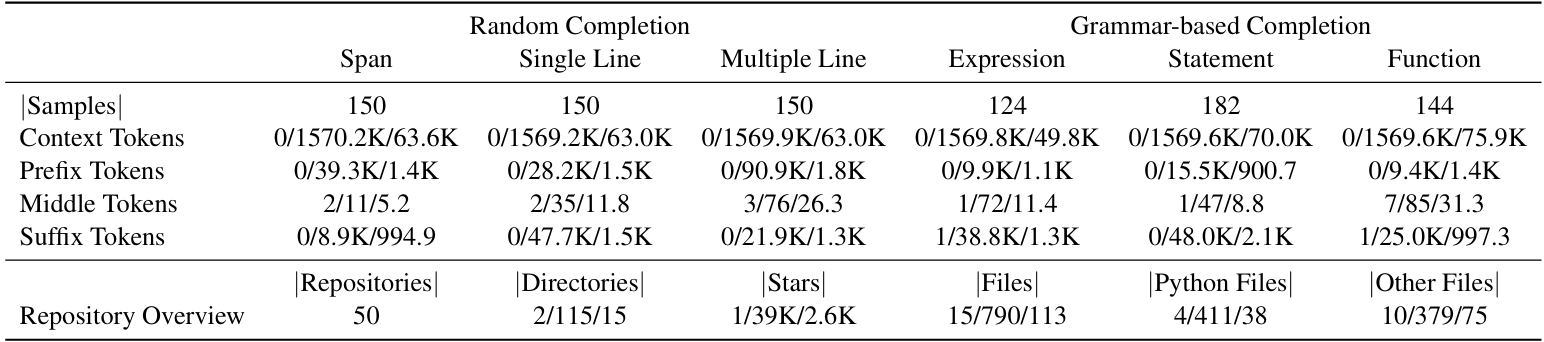 Random Completion Grammar-based Completion
Span Single Line Multiple Line Expression Statement Function
|Samples| 150 150 150 124 182 144
Context Tokens 0/1570.2K/63.6K 0/1569.2K/63.0K 0/1569.9K/63.0K 0/1569.8K/49.8K 0/1569.6K/70.0K 0/1569.6K/75.9K
Prefix Tokens 0/39.3K/1.4K 0/28.2K/1.5K 0/90.9K/1.8K 0/9.9K/1.1K 0/15.5K/900.7 0/9.4K/1.4K
Middle Tokens 2/11/5.2 2/35/11.8 3/76/26.3 1/72/11.4 1/47/8.8 7/85/31.3
Suffix Tokens 0/8.9K/994.9 0/47.7K/1.5K 0/21.9K/1.3K 1/38.8K/1.3K 0/48.0K/2.1K 1/25.0K/997.3
|Repositories| |Directories| |Stars| |Files| |Python Files| |Other Files|
Repository Overview 50 2/115/15 1/39K/2.6K 15/790/113 4/411/38 10/379/75